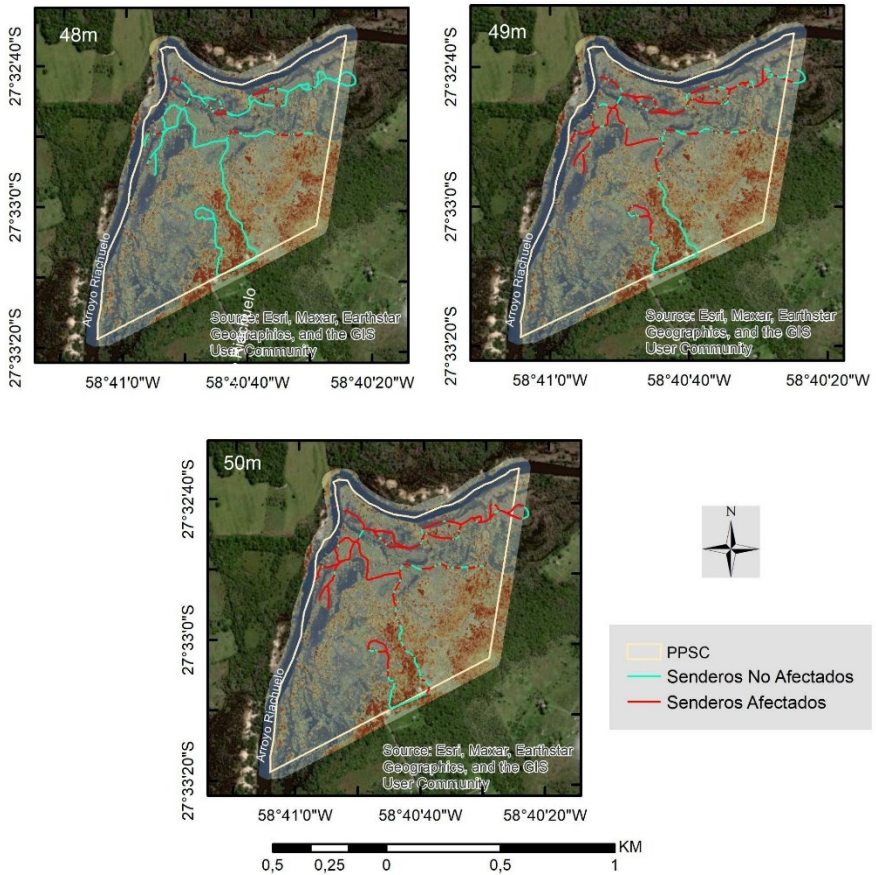 48m
27°32'40"S
27°33'0"S
27°33'20"S
Arroyo Riachuelo
Source: Esri, Maxar, Earthstar
Geographics, and the GIS
User Community
58°41'0"W 58°40'40"W 58°40'20"W
49m
27°32'40"S
27°33'0"S
27°33'20"S
Arroyo Riachuelo
Source: Esri, Maxar, Earthstar
Geographics, and the GIS
User Community
58°41'0"W 58°40'40"W 58°40'20"W
50m
27°32'40"S
27°33'0"S
27°33'20"S
Arroyo Riachuelo
Source: Esri, Maxar, Earthstar
Geographics, and the GIS
User Community
58°41'0"W 58°40'40"W 58°40'20"W
N
PPSC
Senderos No Afectados
Senderos Afectados
KM
0,5 0,25 0 0,5 1